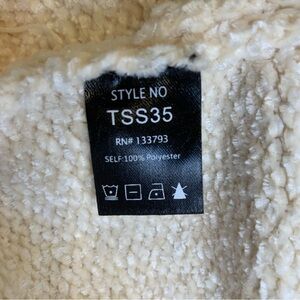 STYLE NO
TSS35
RN# 133793
SELF:100% Polyester